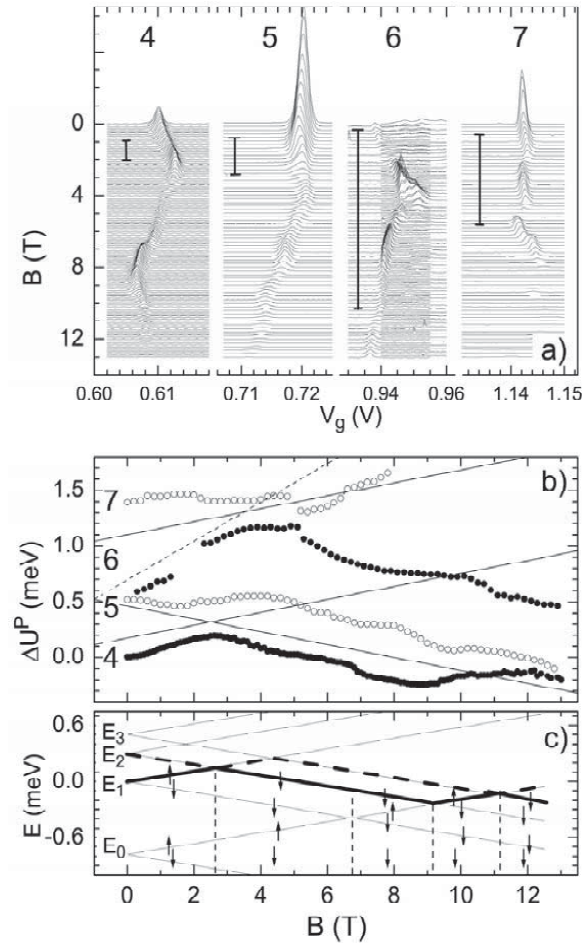 4 5 6 7
0
4
8
12
B (T)
a)
0.60 0.61 0.71 0.72 0.94 0.96 1.14 1.15
V_g (V)
b)
1.5
1.0
0.5
0.0
ΔU^P (meV)
7
6
5
4
c)
0.6
0.0
-0.6
E (meV)
E_3
E_2
E_1
E_0
0 2 4 6 8 10 12
B (T)